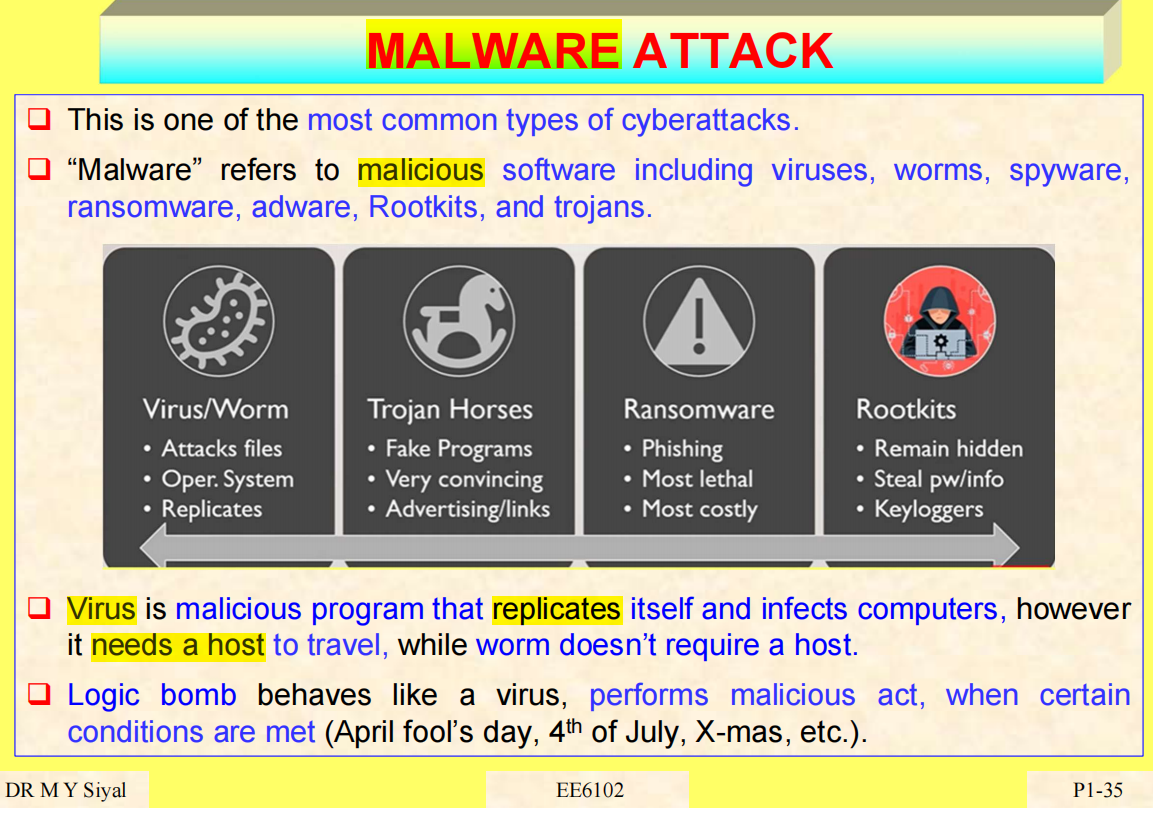 MALWARE ATTACK
This is one of the most common types of cyberattacks.
“Malware” refers to malicious software including viruses, worms, spyware,
ransomware, adware, Rootkits, and trojans.
Virus/Worm
• Attacks files
• Oper. System
• Replicates
Trojan Horses
• Fake Programs
• Very convincing
• Advertising/links
Ransomware
• Phishing
• Most lethal
• Most costly
Rootkits
• Remain hidden
• Steal pw/info
• Keyloggers
Virus is malicious program that replicates itself and infects computers, however
it needs a host to travel, while worm doesn’t require a host.
Logic bomb behaves like a virus, performs malicious act, when certain
conditions are met (April fool’s day, 4th of July, X-mas, etc.).
DR M Y Siyal
EE6102
P1-35